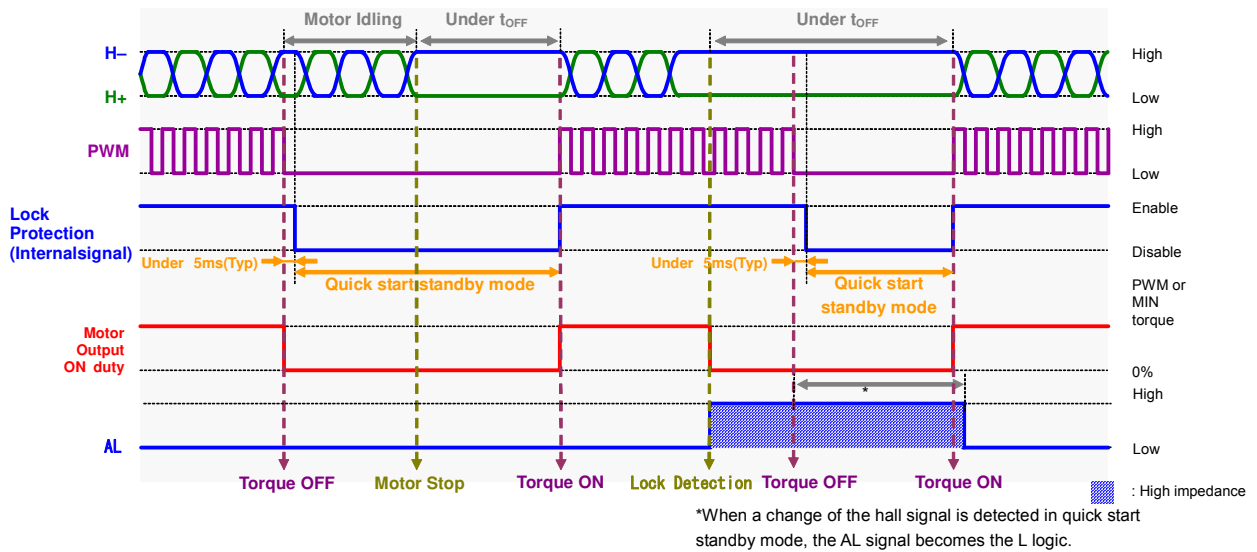 Motor Idling
Under tOFF
Under tOFF
H–
High
H+
Low
PWM
High
Low
Lock
Protection
(Internalsignal)
Enable
Disable
Under 5ms(Typ)
Under 5ms(Typ)
Quick start standby mode
Quick start
standby mode
PWM or
MIN
torque
Motor
Output
ON duty
0%
*
High
AL
Low
Torque OFF
Motor Stop
Torque ON
Lock Detection
Torque OFF
Torque ON
: High impedance
*When a change of the hall signal is detected in quick start
standby mode, the AL signal becomes the L logic.